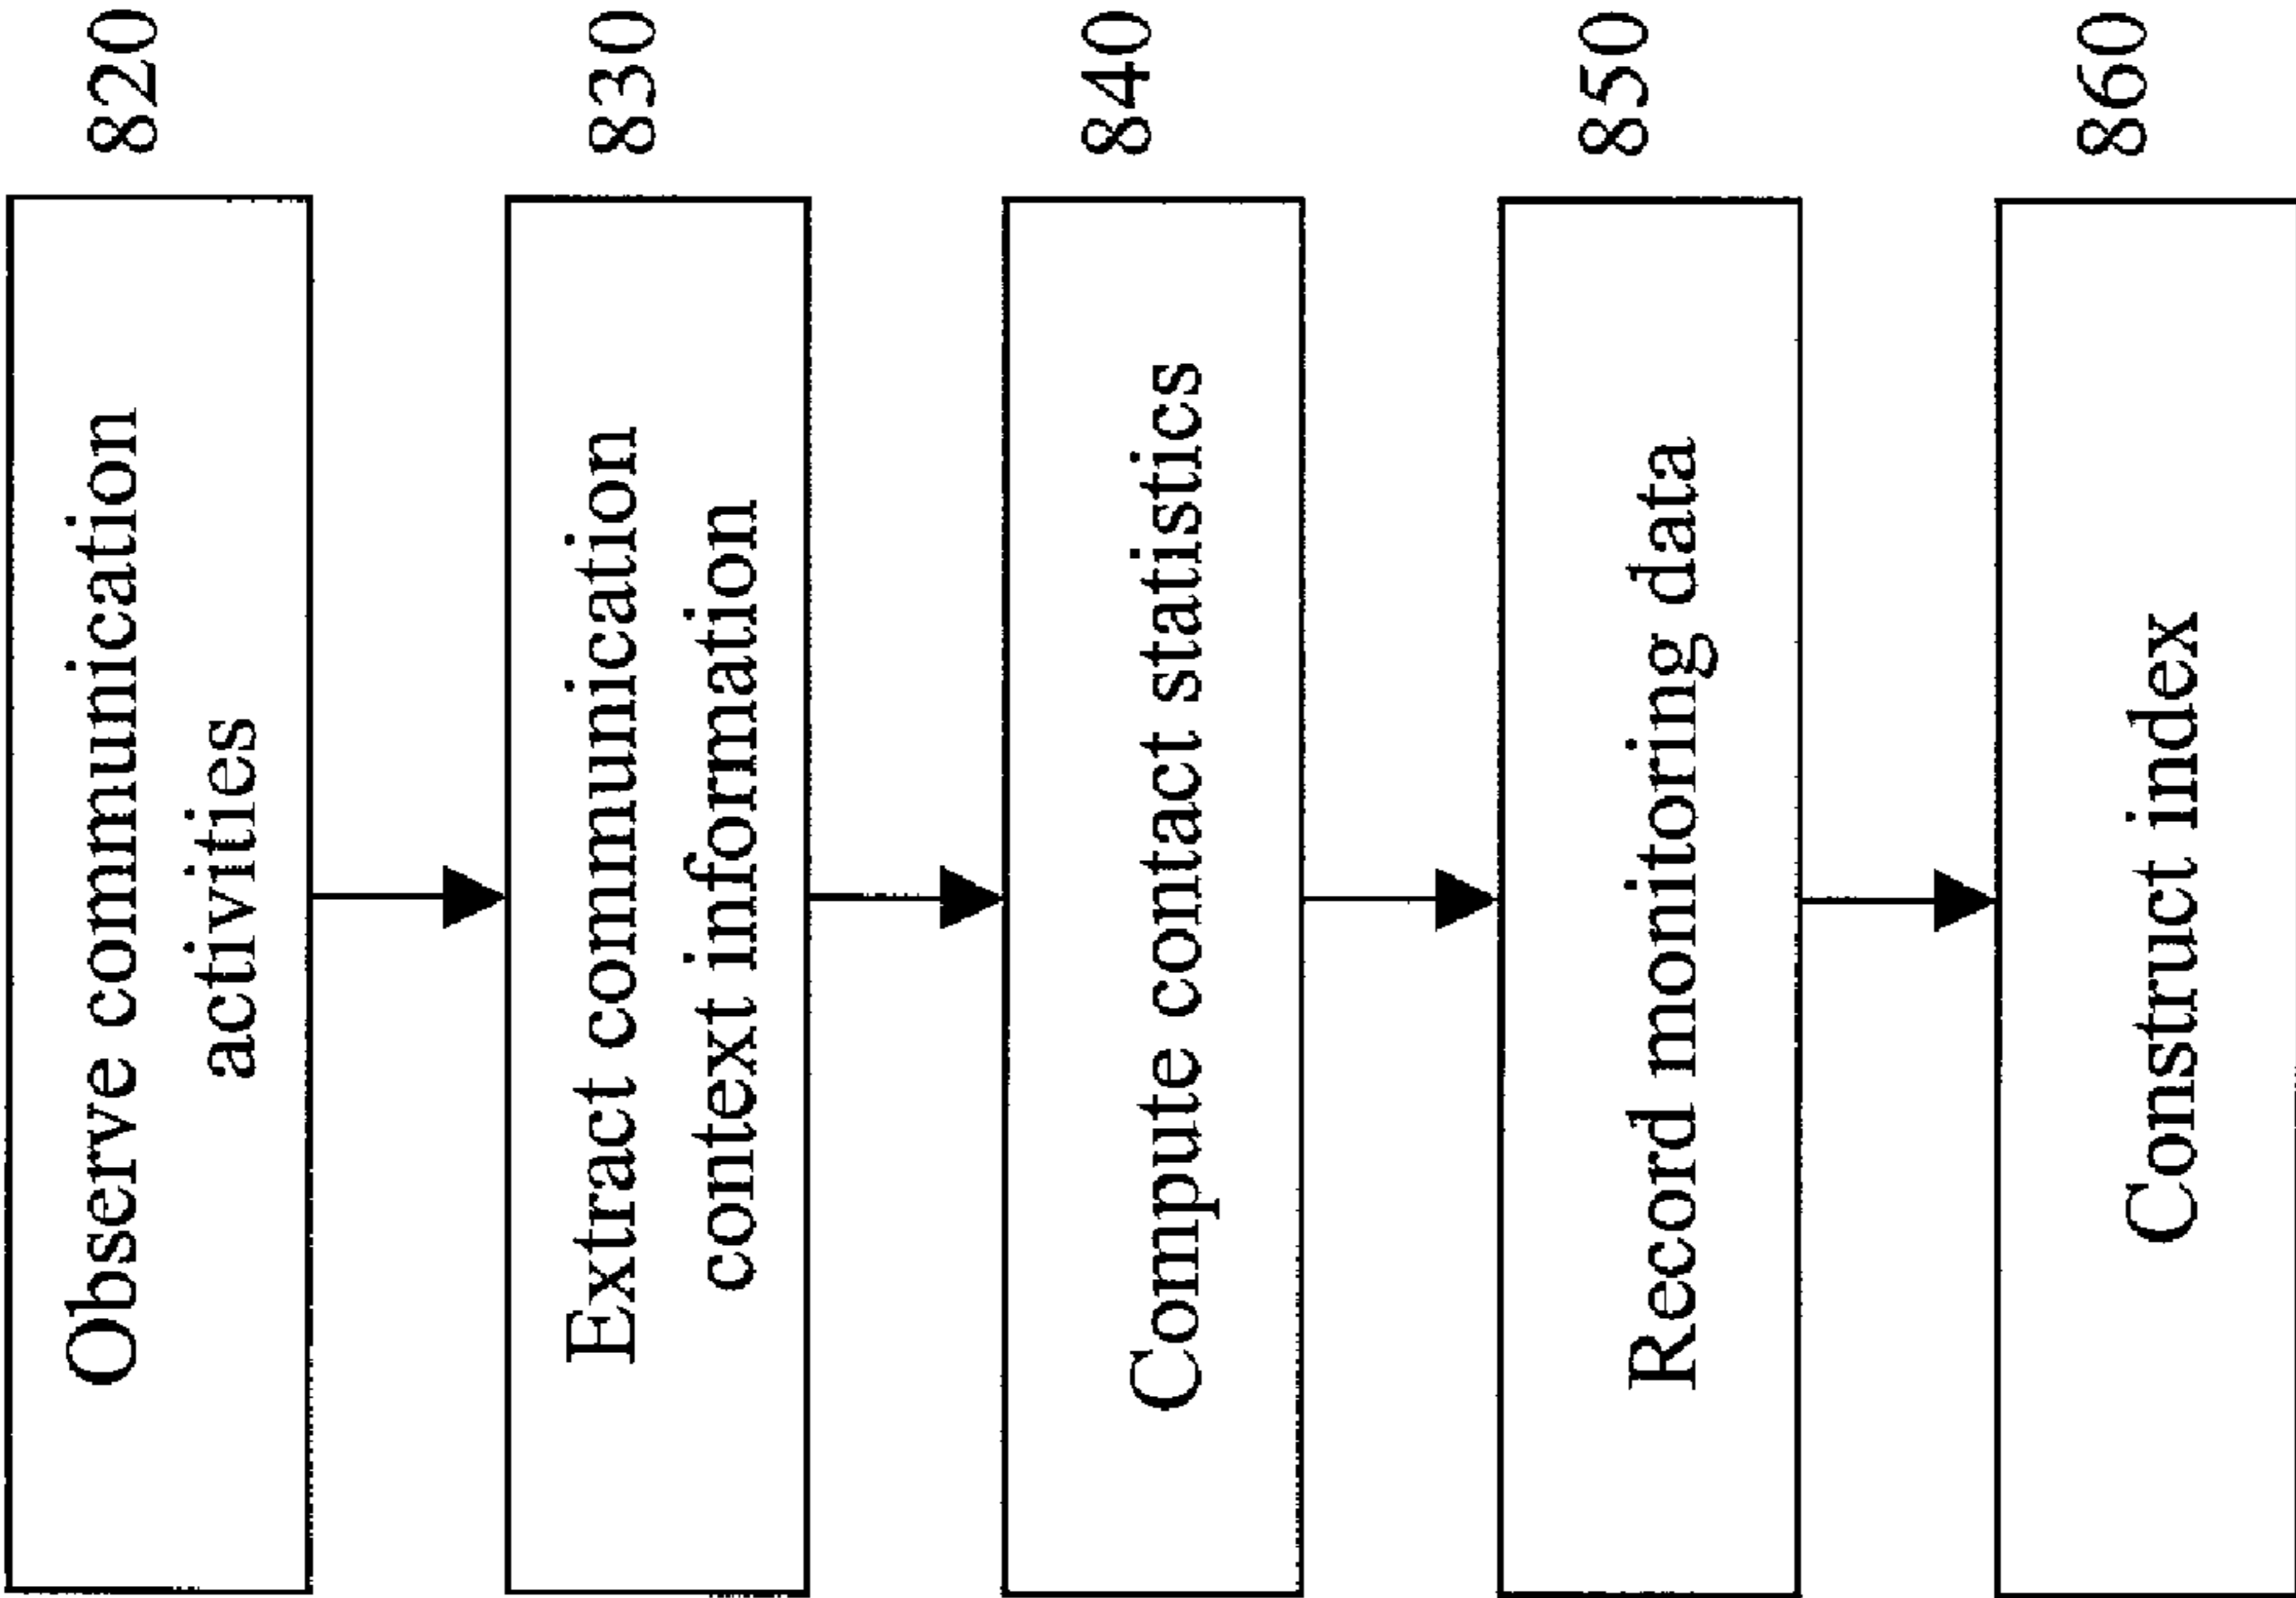 Observe communication
activities
820
Extract communication
context information
830
Compute contact statistics
840
Record monitoring data
850
Construct index
860